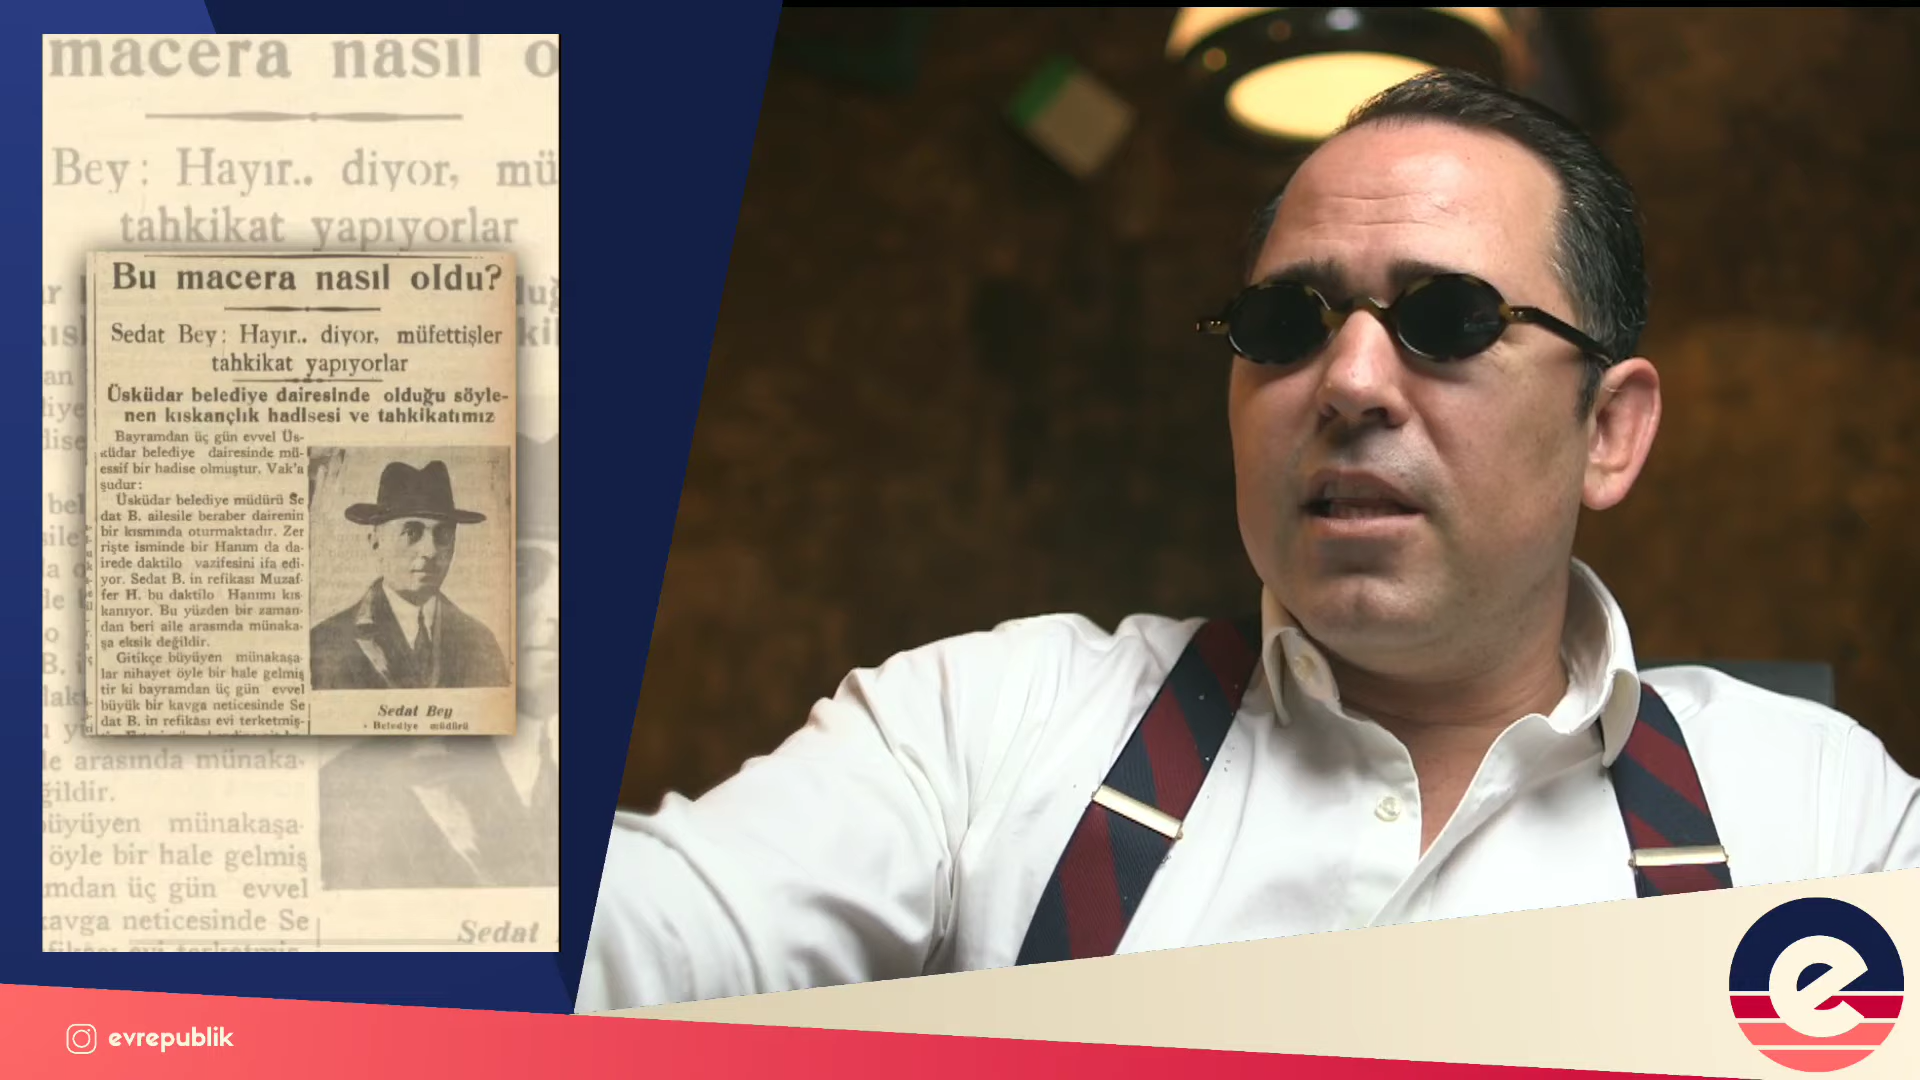 macera nasıl o
Bey: Hayır.. diyor, mü
tahkikat yapıyorlar
Bu macera nasıl oldu?
Sedat Bey: Hayır.. diyor, müfettişler
tahkikat yapıyorlar
Üsküdar belediye dairesinde olduğu söyle-
nen kıskançlık hadisesi ve tahkikatımız
Bayramdan üç gün evvel Üs-
küdar belediye dairesinde mü-
essif bir hadise olmuştur. Vak'a
şudur:
Üsküdar belediye müdürü Se
dat B. ailesile beraber dairenin
bir kısmında oturmaktadır. Zer
rişte isminde bir Hanım da da-
irede daktilo vazifesini ifa edi-
yor. Sedat B. in refikası Muzaf-
fer H. bu daktilo Hanımı kıs-
kanıyor. Bu yüzden bir zaman-
dan beri aile arasında münaka-
şa eksik değildir.
Gitikçe büyüyen münakaşa-
lar nihayet öyle bir hale gelmiş
tir ki bayramdan üç gün evvel
büyük bir kavga neticesinde Se
dat B. in refikası evi terketmiş-
Sedat Bey
Belediye müdürü
de arasında münaka-
ğildir.
büyüyen münakaşa-
öyle bir hale gelmiş
mdan üç gün evvel
kavga neticesinde Se
Sedat
evrepublik
e